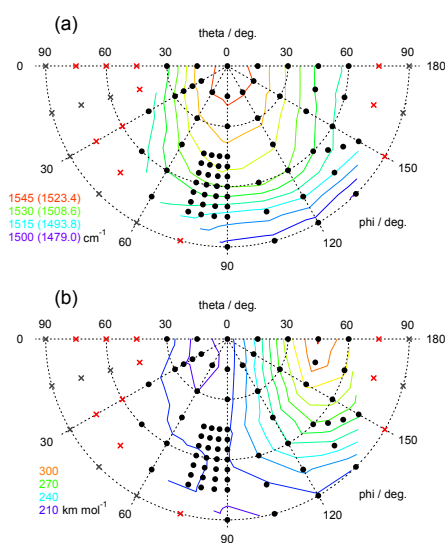 (a)
theta / deg.
90 60 30 0 30 60 90
0 180
30 150
1545 (1523.4)
1530 (1508.6)
1515 (1493.8)
1500 (1479.0) cm⁻¹
phi / deg.
60 120
90
(b)
theta / deg.
90 60 30 0 30 60 90
0 180
30 150
300
270
240
210 km mol⁻¹
phi / deg.
60 120
90